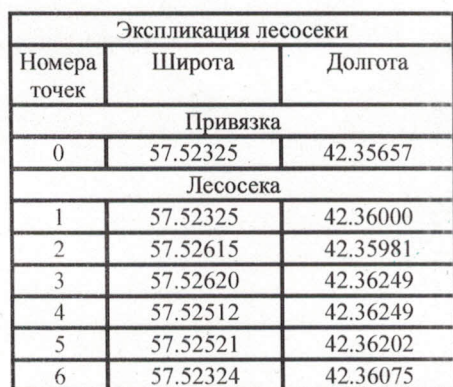 Экспликация лесосеки
Номера точек Широта Долгота
Привязка
0 57.52325 42.35657
Лесосека
1 57.52325 42.36000
2 57.52615 42.35981
3 57.52620 42.36249
4 57.52512 42.36249
5 57.52521 42.36202
6 57.52324 42.36075